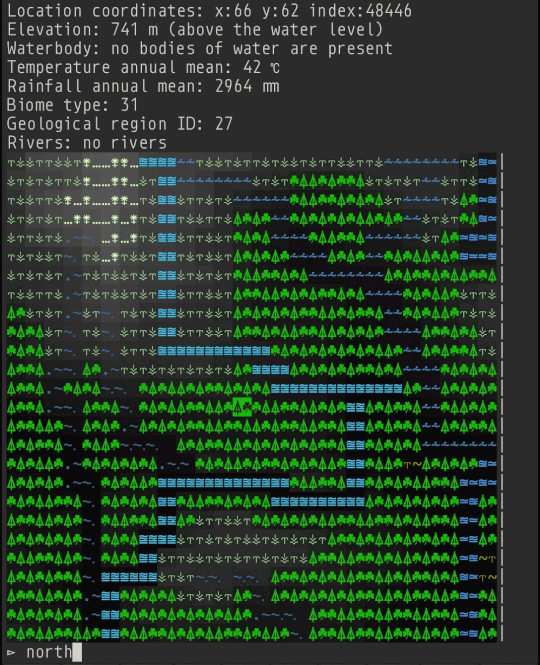 Location coordinates: x:66 y:62 index:48446
Elevation: 741 m (above the water level)
Waterbody: no bodies of water are present
Temperature annual mean: 42 ℃
Rainfall annual mean: 2964 mm
Biome type: 31
Geological region ID: 27
Rivers: no rivers
▻ north